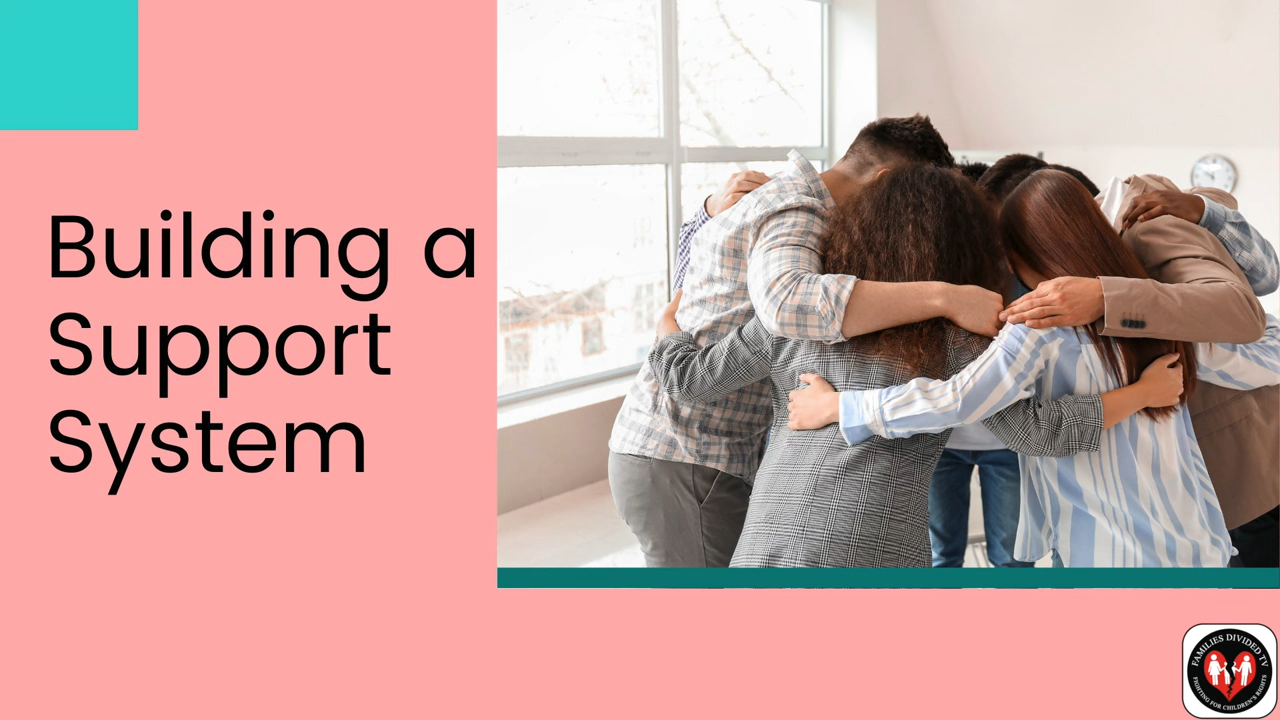 Building a
Support
System
FAMILIES DIVIDED TV
FIGHTING FOR CHILDREN'S RIGHTS